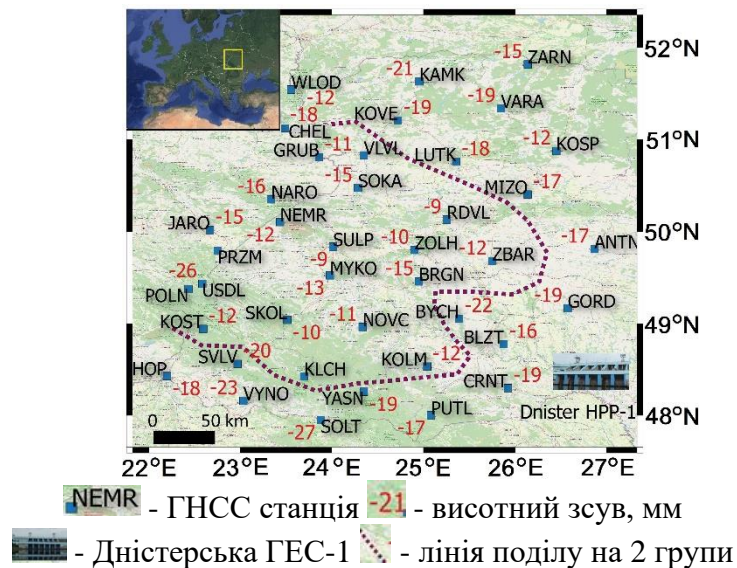 -15 ZARN 52°N
-21 KAMK
WLOD
-12 KOVE -19 -19 VARA
-18
CHEL -12 KOSP 51°N
GRUB -11 VLVL LUTK -18
-15 SOKA MIZO -17
-16 NARO
NEMR -9 RDVL
JARO -15
-12 SULP -10 ZOLH -12 ZBAR -17 ANTN 50°N
PRZM -9
-26 MYKO -15 BRGN
POLN USDL -13
KOST -12 SKOL -11 NOVC BYCH -22 -19 GORD 49°N
-10 BLZT -16
SVLV -20 KOLM -12
HOP KLCH CRNT -19
-18 -23 VYNO YASN -19 Dnister HPP-1
0 50 km SOLT -17 PUTL 48°N
-27
22°E 23°E 24°E 25°E 26°E 27°E
NEMR - ГНСС станція -21 - висотний зсув, мм
- Дністерська ГЕС-1 - лінія поділу на 2 групи